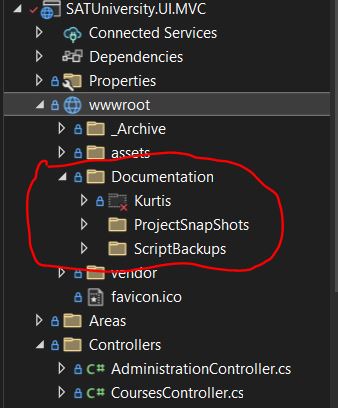 SATUniversity.UI.MVC
Connected Services
Dependencies
Properties
wwwroot
_Archive
assets
Documentation
Kurtis
ProjectSnapShots
ScriptBackups
vendor
favicon.ico
Areas
Controllers
C# AdministrationController.cs
C# CoursesController.cs